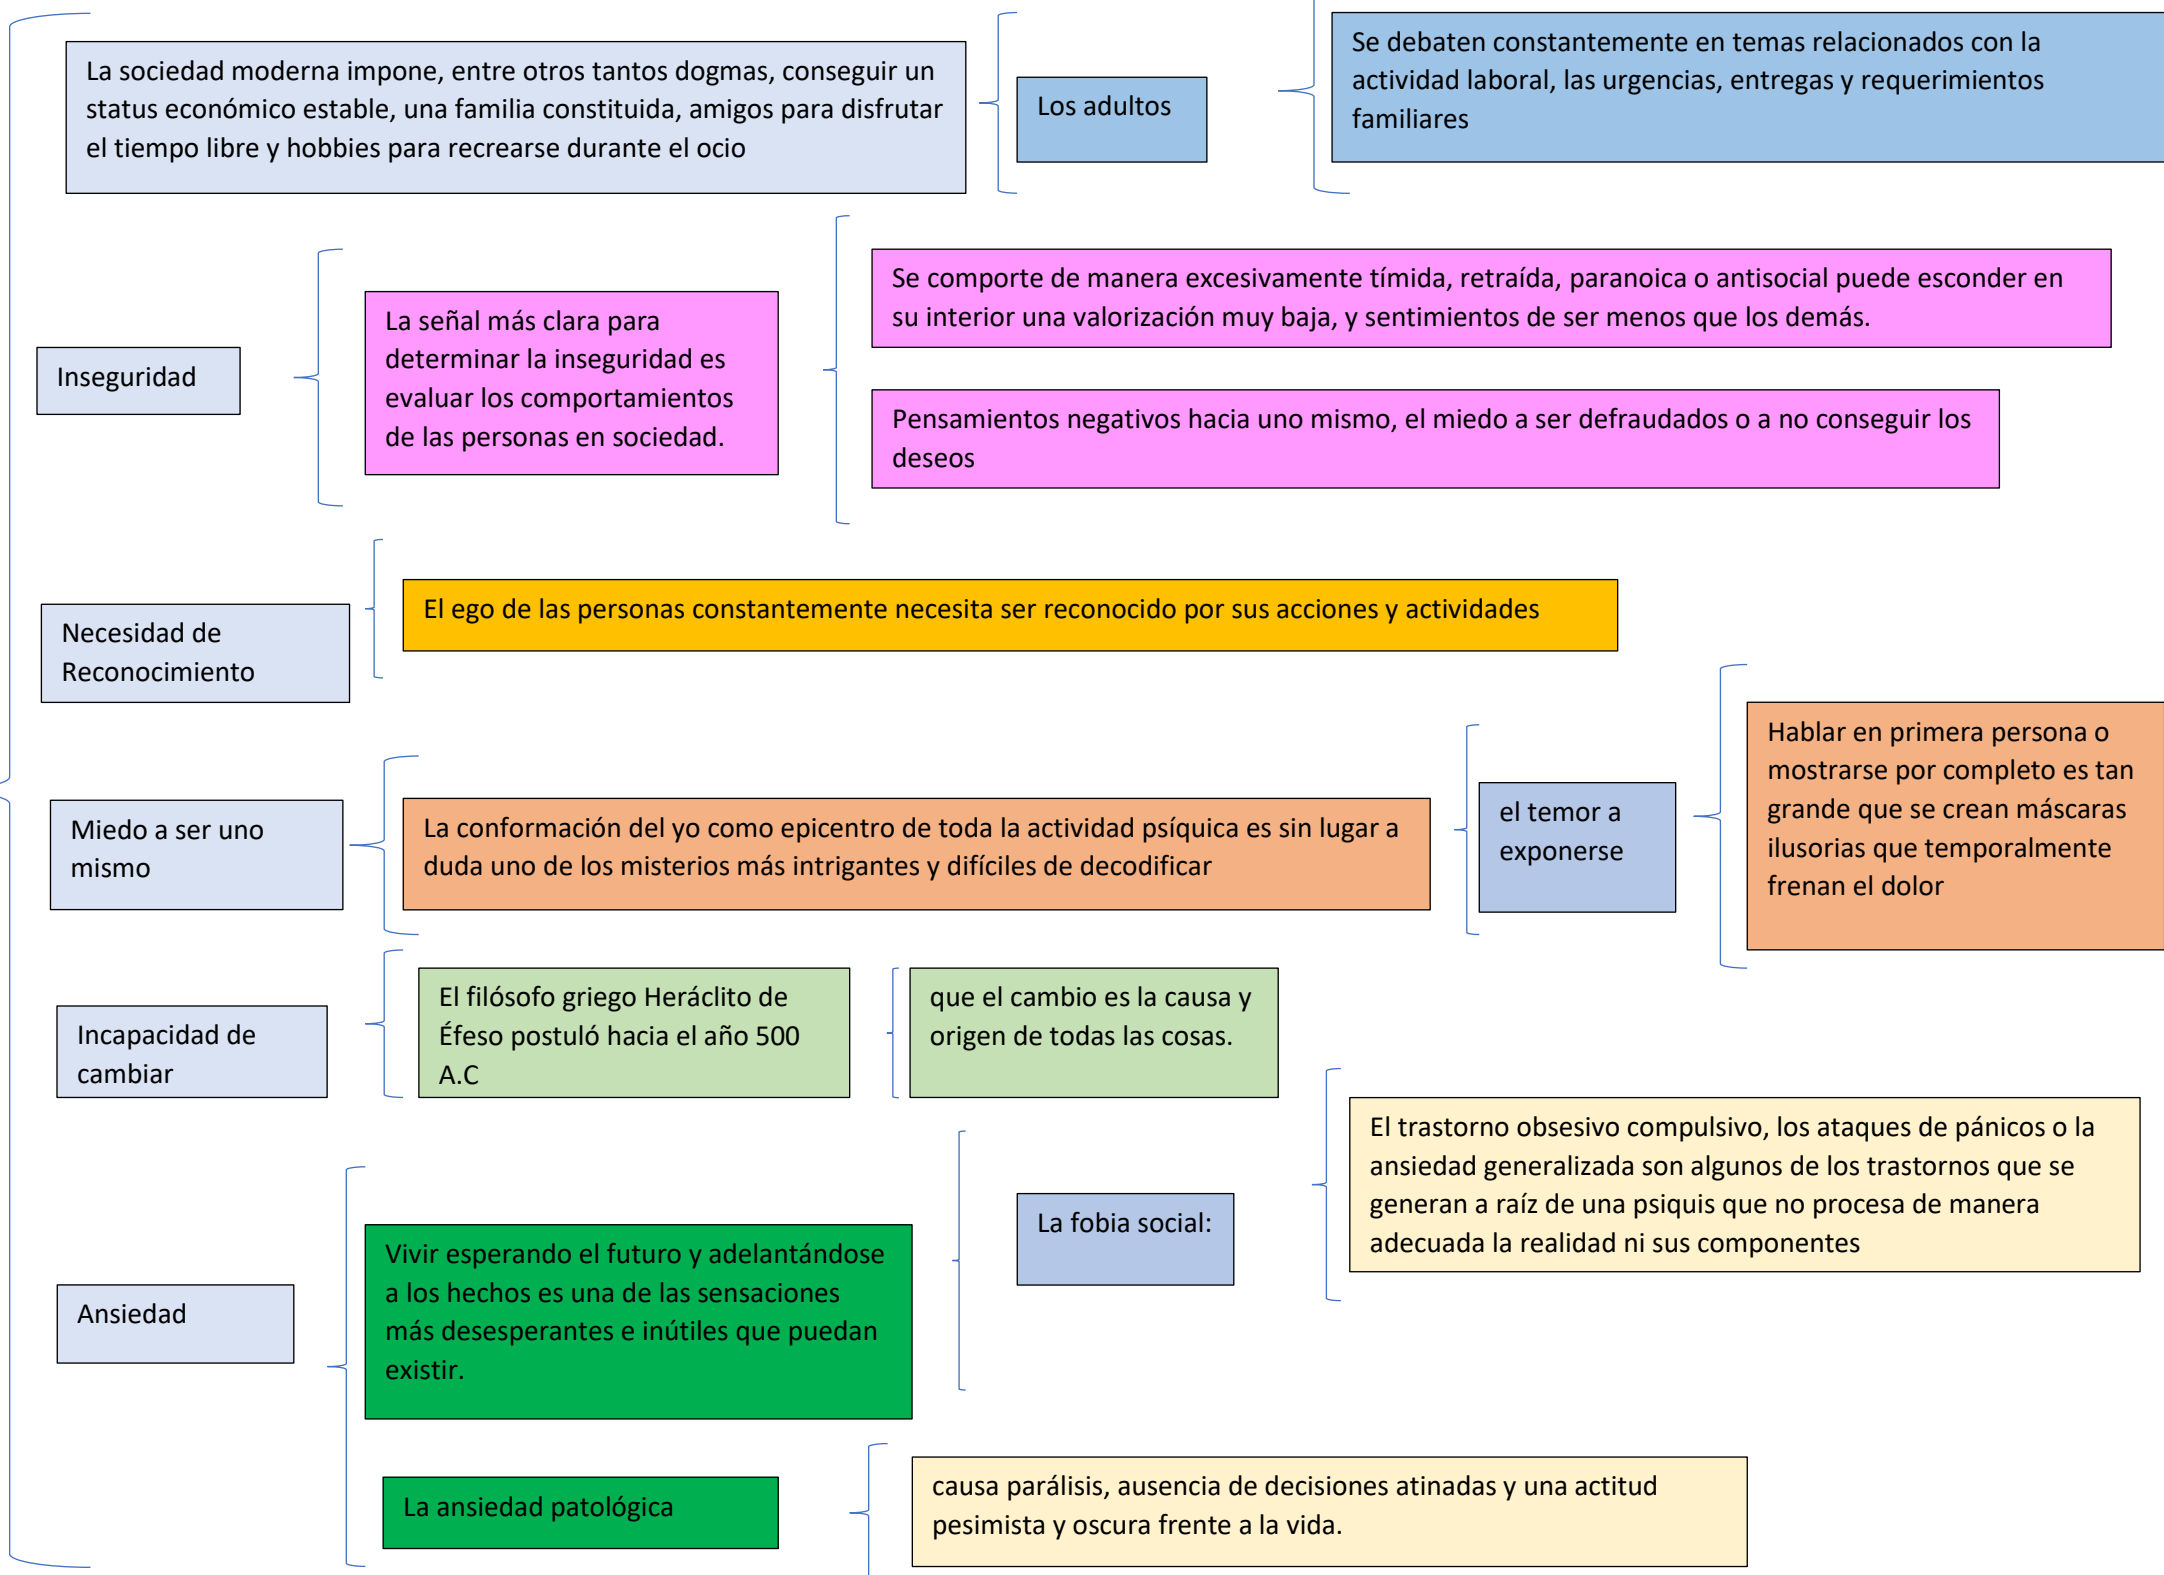 La sociedad moderna impone, entre otros tantos dogmas, conseguir un
status económico estable, una familia constituida, amigos para disfrutar
el tiempo libre y hobbies para recrearse durante el ocio
Los adultos
Se debaten constantemente en temas relacionados con la
actividad laboral, las urgencias, entregas y requerimientos
familiares
Inseguridad
La señal más clara para
determinar la inseguridad es
evaluar los comportamientos
de las personas en sociedad.
Se comporte de manera excesivamente tímida, retraída, paranoica o antisocial puede esconder en
su interior una valorización muy baja, y sentimientos de ser menos que los demás.
Pensamientos negativos hacia uno mismo, el miedo a ser defraudados o a no conseguir los
deseos
Necesidad de
Reconocimiento
El ego de las personas constantemente necesita ser reconocido por sus acciones y actividades
Miedo a ser uno
mismo
La conformación del yo como epicentro de toda la actividad psíquica es sin lugar a
duda uno de los misterios más intrigantes y difíciles de decodificar
el temor a
exponerse
Hablar en primera persona o
mostrarse por completo es tan
grande que se crean máscaras
ilusorias que temporalmente
frenan el dolor
Incapacidad de
cambiar
El filósofo griego Heráclito de
Éfeso postuló hacia el año 500
A.C
que el cambio es la causa y
origen de todas las cosas.
Ansiedad
Vivir esperando el futuro y adelantándose
a los hechos es una de las sensaciones
más desesperantes e inútiles que puedan
existir.
La fobia social:
El trastorno obsesivo compulsivo, los ataques de pánicos o la
ansiedad generalizada son algunos de los trastornos que se
generan a raíz de una psiquis que no procesa de manera
adecuada la realidad ni sus componentes
La ansiedad patológica
causa parálisis, ausencia de decisiones atinadas y una actitud
pesimista y oscura frente a la vida.